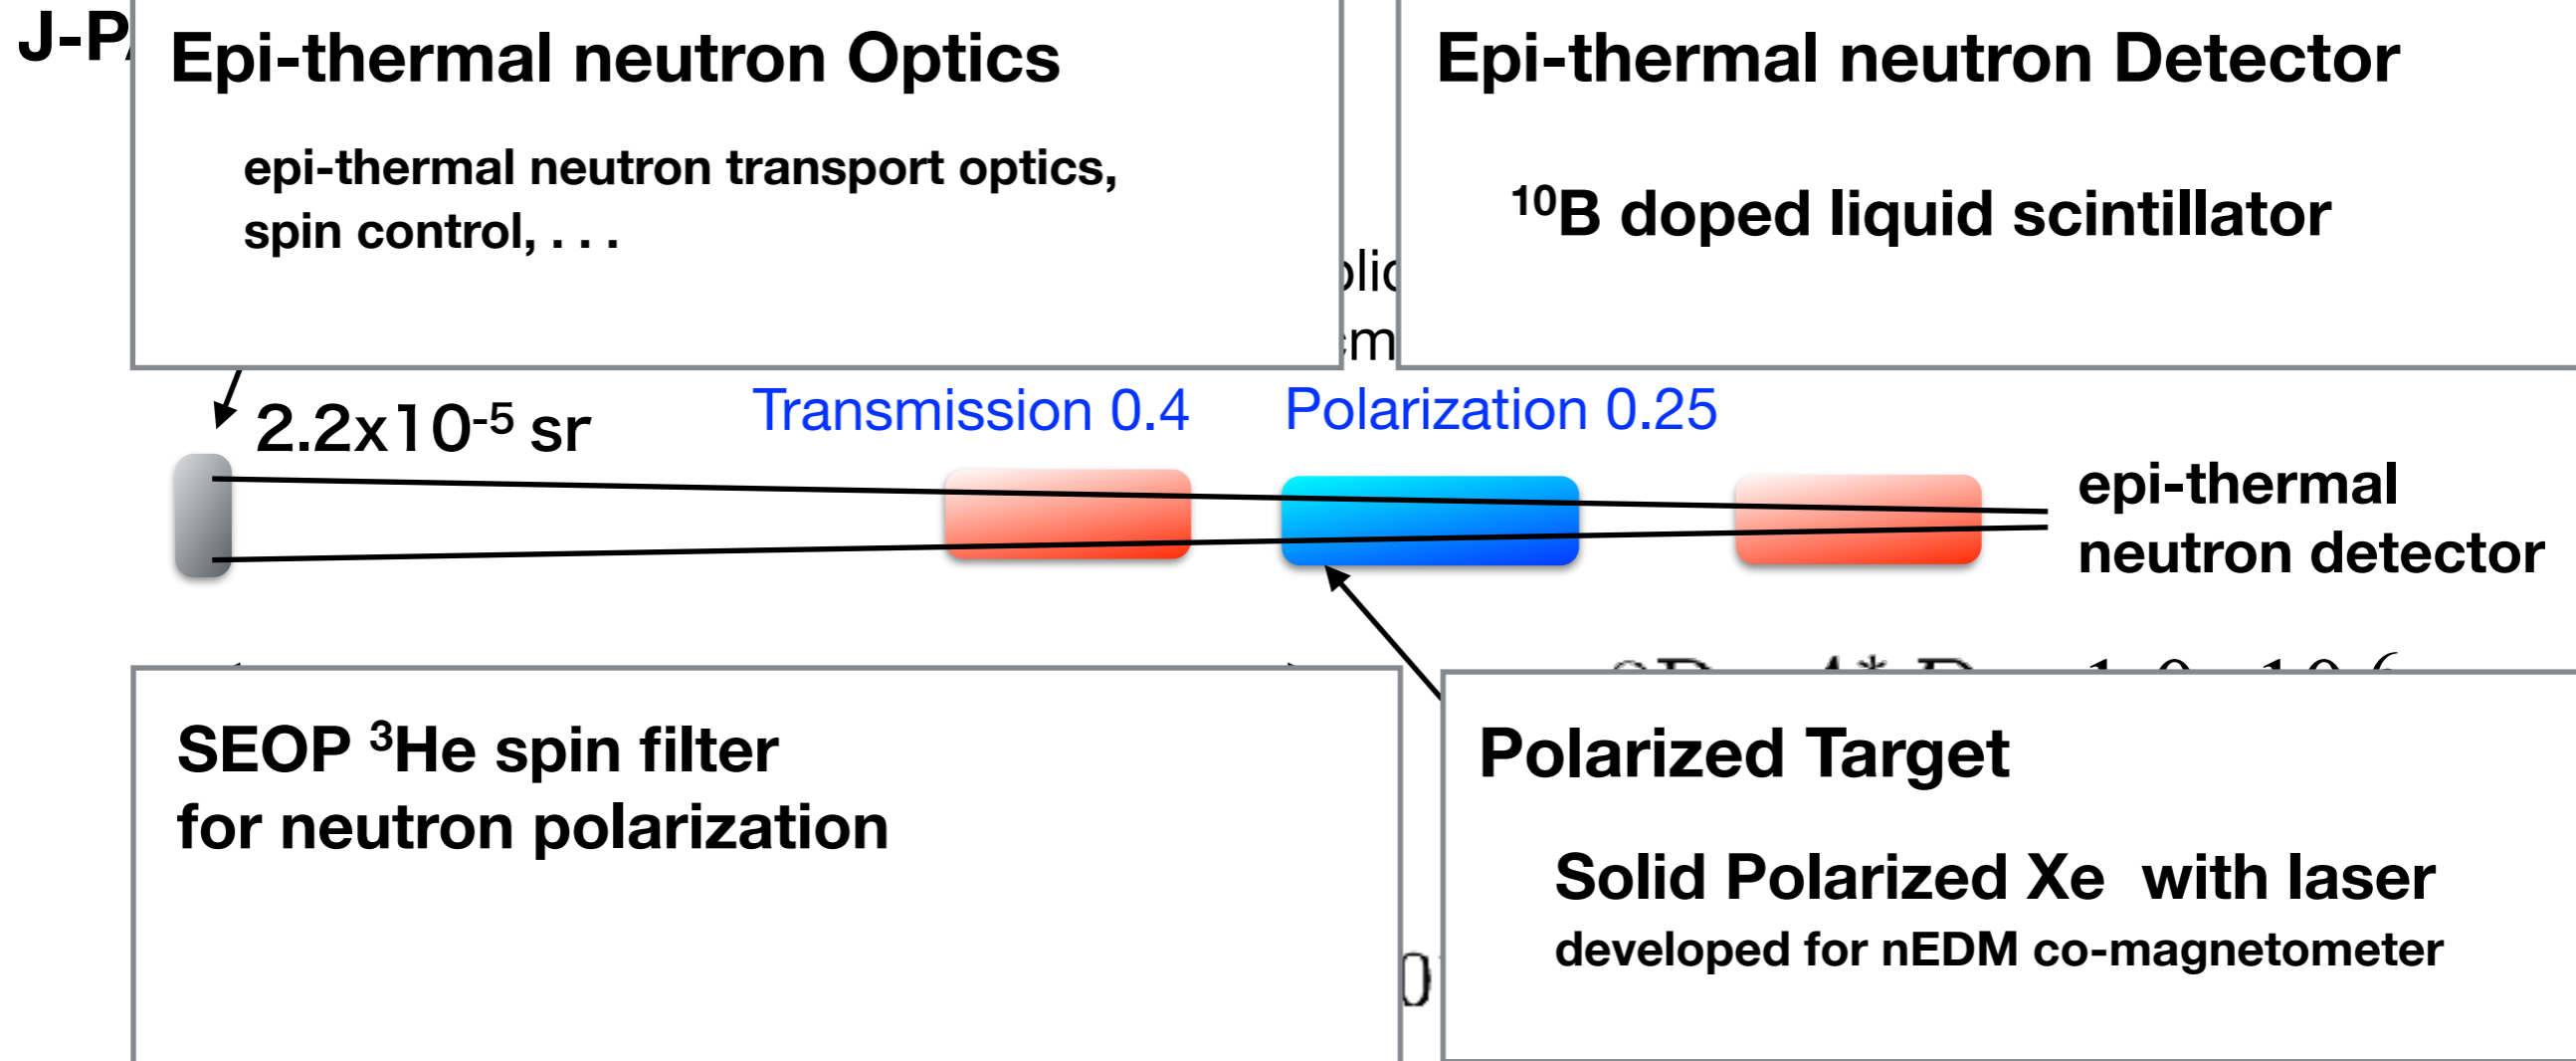 Epi-thermal neutron Optics
epi-thermal neutron transport optics,
spin control, . . .
Epi-thermal neutron Detector
¹⁰B doped liquid scintillator
2.2x10⁻⁵ sr
Transmission 0.4
Polarization 0.25
epi-thermal
neutron detector
SEOP ³He spin filter
for neutron polarization
Polarized Target
Solid Polarized Xe with laser
developed for nEDM co-magnetometer